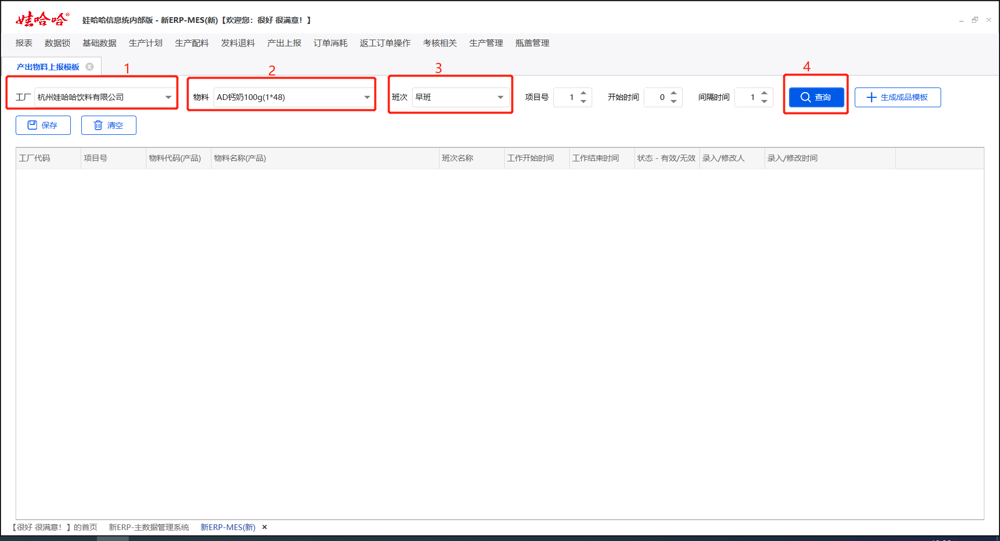 娃哈哈®
娃哈哈信息统内部版 - 新ERP-MES(新)【欢迎您：很好 很满意！】
报表 数据锁 基础数据 生产计划 生产配料 发料退料 产出上报 订单消耗 返工订单操作 考核相关 生产管理 瓶盖管理
产出物料上报模板 1 2 3 4
工厂 杭州娃哈哈饮料有限公司 物料 AD钙奶100g(1*48) 班次 早班 项目号 1 开始时间 0 间隔时间 1 查询 生成成品模板
保存 清空
工厂代码 项目号 物料代码(产品) 物料名称(产品) 班次名称 工作开始时间 工作结束时间 状态 - 有效/无效 录入/修改人 录入/修改时间
【很好 很满意！】的首页 新ERP-主数据管理系统 新ERP-MES(新) ×